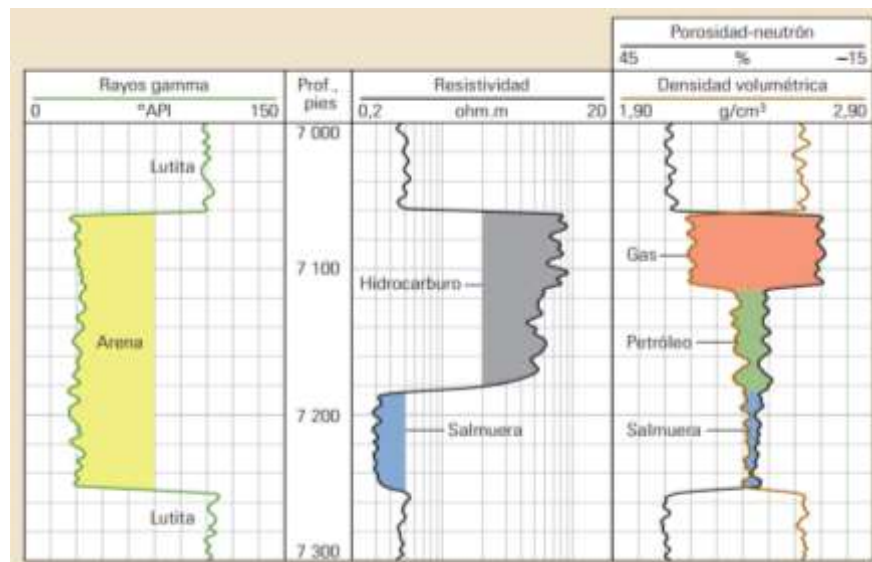 Porosidad-neutrón
45 % –15
Rayos gamma
0 °API 150
Prof., pies
Resistividad
0,2 ohm.m 20
Densidad volumétrica
1,90 g/cm³ 2,90
7 000
Lutita
7 100
Gas
Hidrocarburo
Arena
Petróleo
7 200
Salmuera
Salmuera
Lutita
7 300